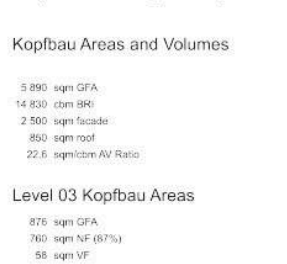 Kopfbau Areas and Volumes
5 890 sqm GFA
14 830 cbm BRI
2 500 sqm facade
850 sqm roof
22.6 sqm/cbm AV Ratio
Level 03 Kopfbau Areas
876 sqm GFA
760 sqm NF (87%)
58 sqm VF